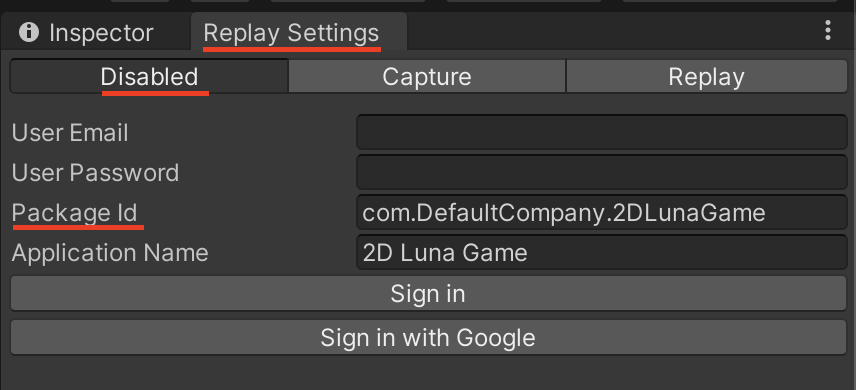 Inspector Replay Settings
Disabled Capture Replay
User Email
User Password
Package Id com.DefaultCompany.2DLunaGame
Application Name 2D Luna Game
Sign in
Sign in with Google